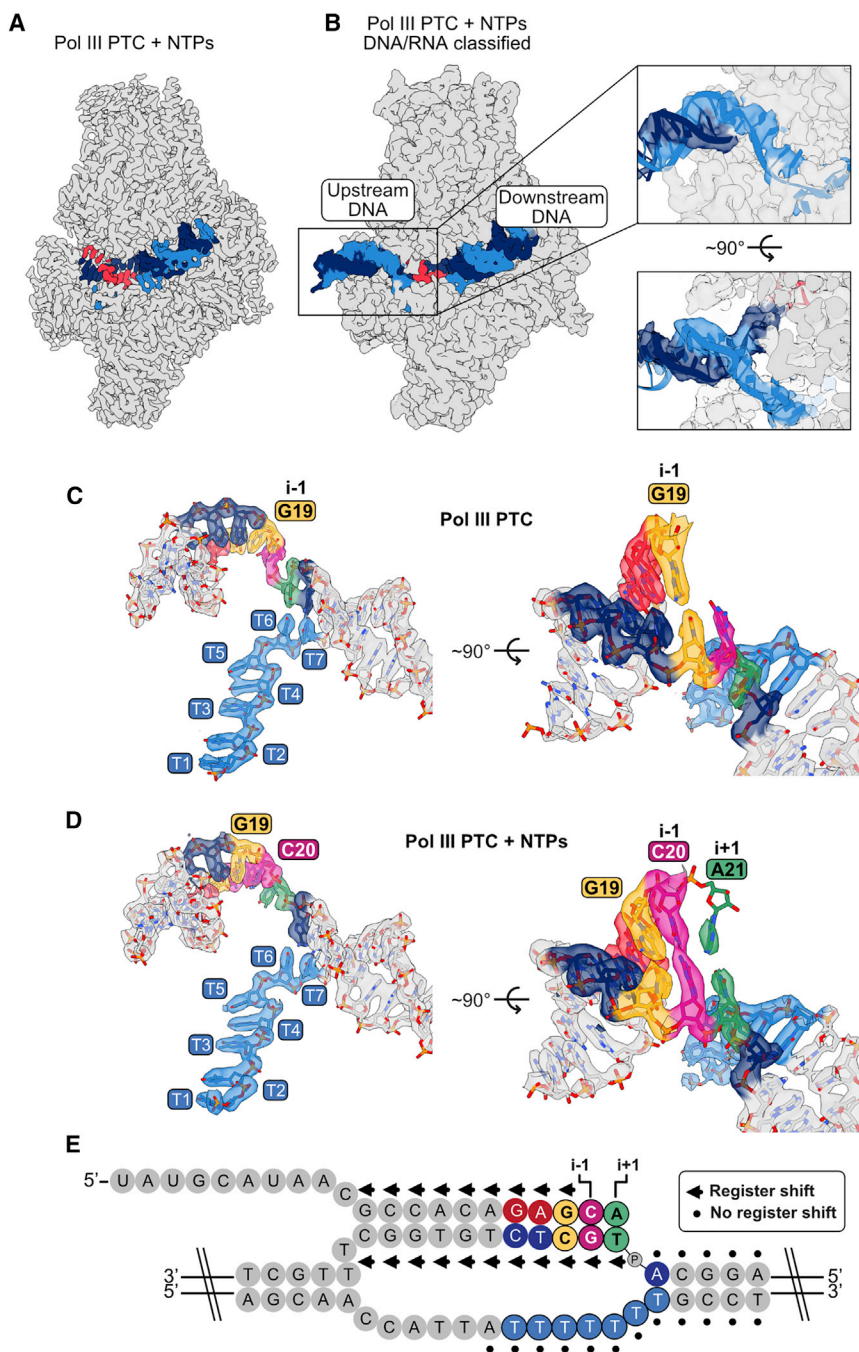 A
Pol III PTC + NTPs
B
Pol III PTC + NTPs
DNA/RNA classified
Upstream
DNA
Downstream
DNA
~90°
C
i-1
G19
T6
T5
T7
T4
T3
T1
T2
Pol III PTC
~90°
i-1
G19
D
G19
C20
T6
T5
T7
T4
T3
T1
T2
Pol III PTC + NTPs
~90°
G19
i-1
C20
i+1
A21
E
i-1
i+1
5'- U A U G C A U A A C
G C C A C A G A G C A
C G G T G T C T C G T
T
P
3' T C G T T
A C G G A 5'
5' A G C A A
T G C C T 3'
C C A T T A T T T T T T
Register shift
No register shift